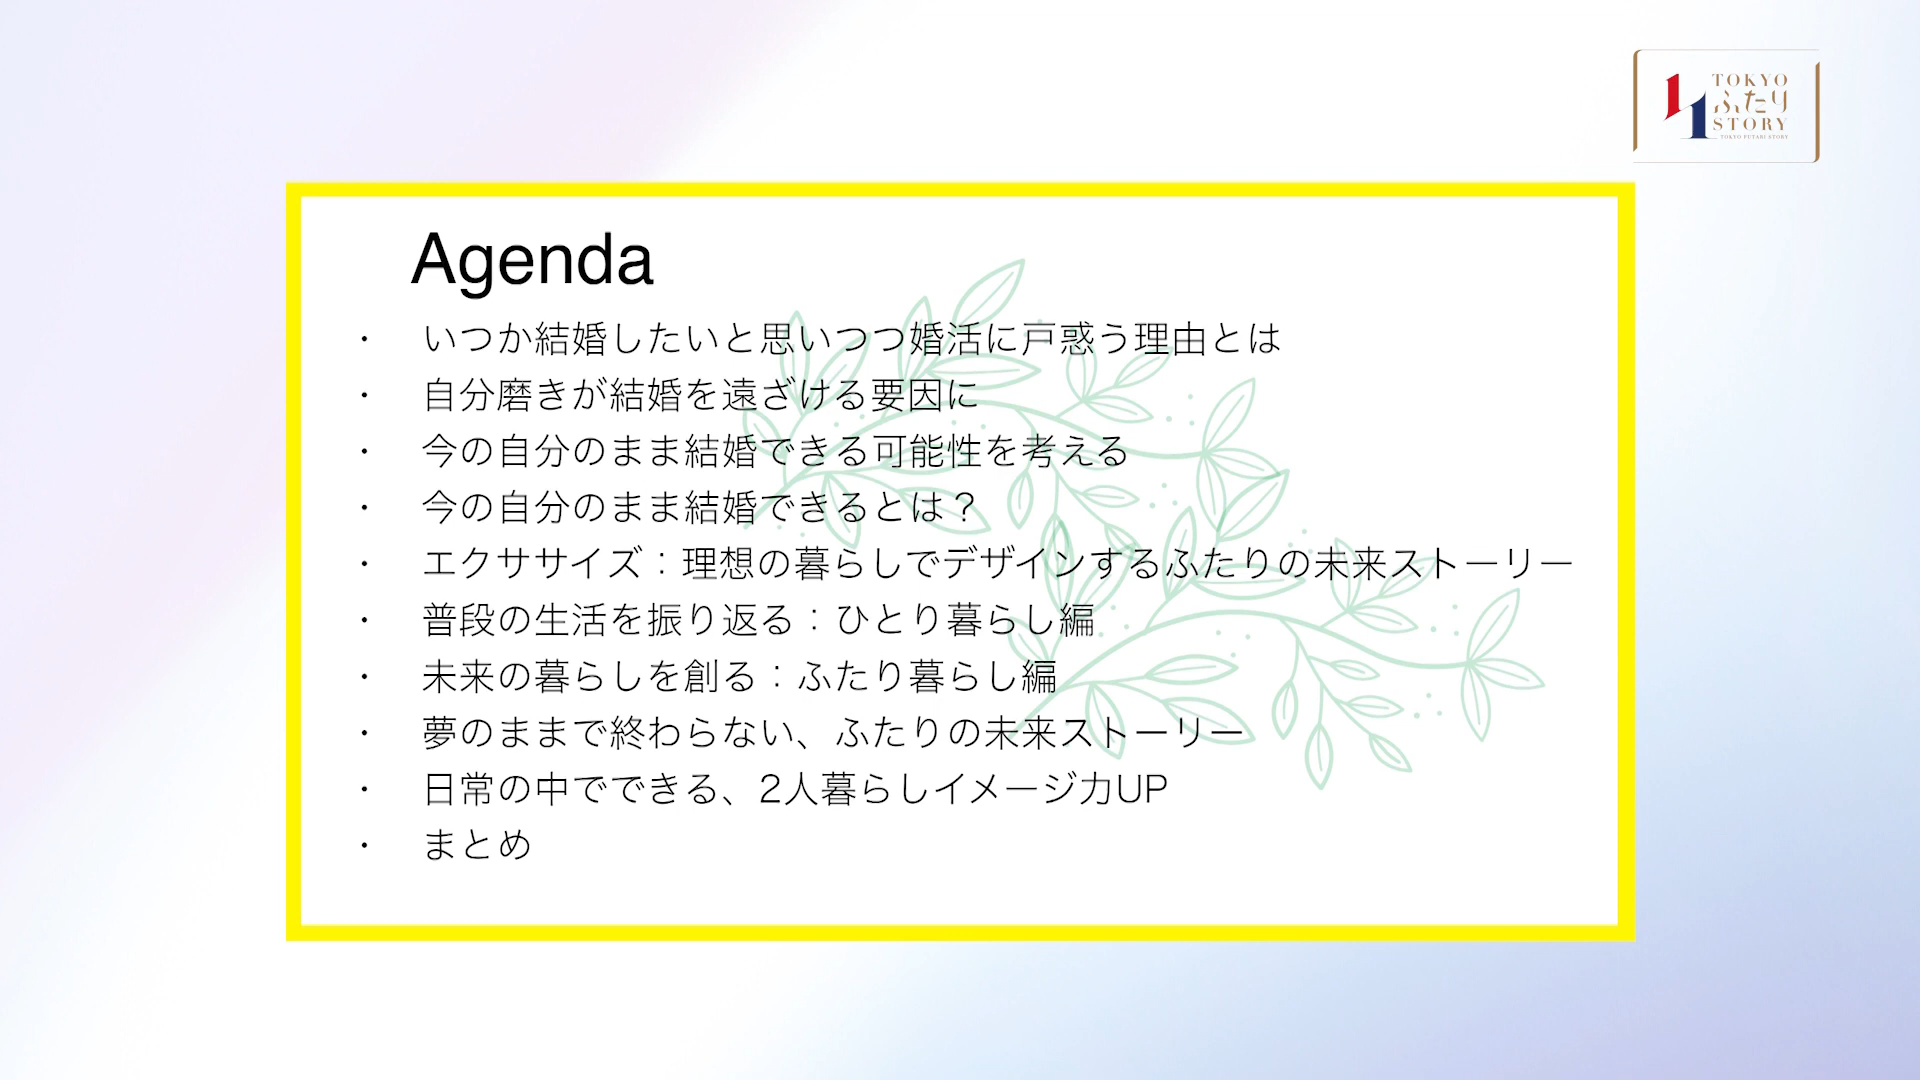 TOKYO
ふたり
STORY
TOKYO FUTARI STORY
Agenda
・ いつか結婚したいと思いつつ婚活に戸惑う理由とは
・ 自分磨きが結婚を遠ざける要因に
・ 今の自分のまま結婚できる可能性を考える
・ 今の自分のまま結婚できるとは？
・ エクササイズ：理想の暮らしでデザインするふたりの未来ストーリー
・ 普段の生活を振り返る：ひとり暮らし編
・ 未来の暮らしを創る：ふたり暮らし編
・ 夢のままで終わらない、ふたりの未来ストーリー
・ 日常の中でできる、2人暮らしイメージ力UP
・ まとめ